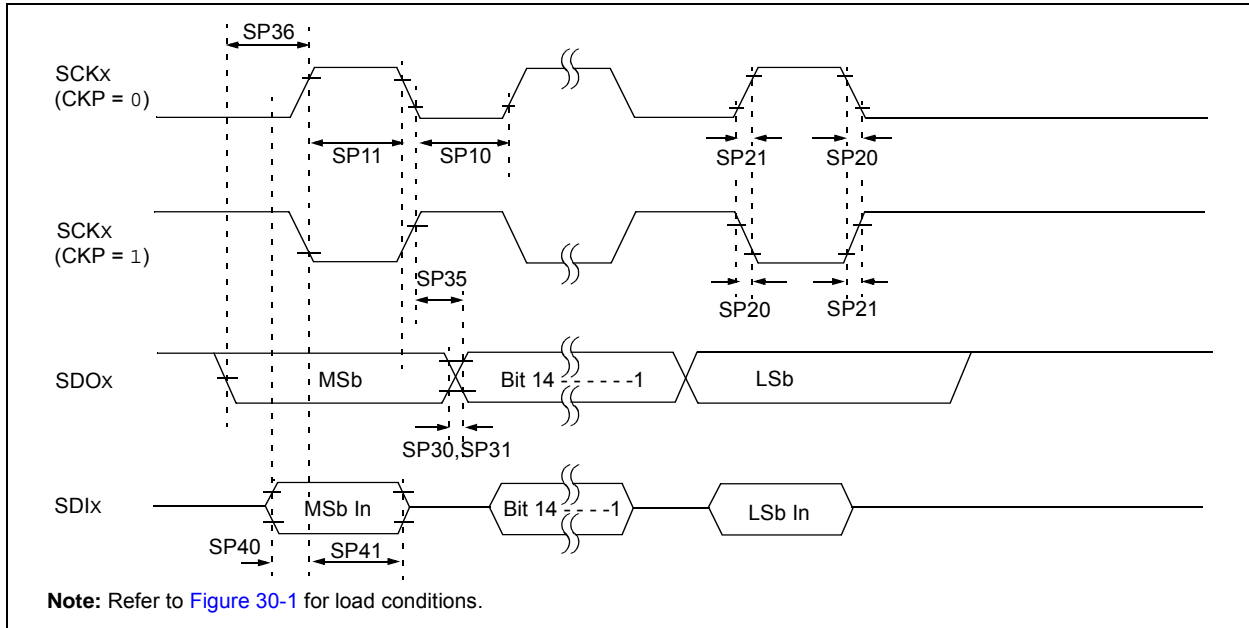 SP36
SCKx
(CKP = 0)
SP11
SP10
SP21
SP20
SCKx
(CKP = 1)
SP35
SP20
SP21
SDOx
MSb
Bit 14 - - - - - -1
LSb
SP30,SP31
SDIx
MSb In
Bit 14 - - - - -1
LSb In
SP40
SP41
Note: Refer to Figure 30-1 for load conditions.